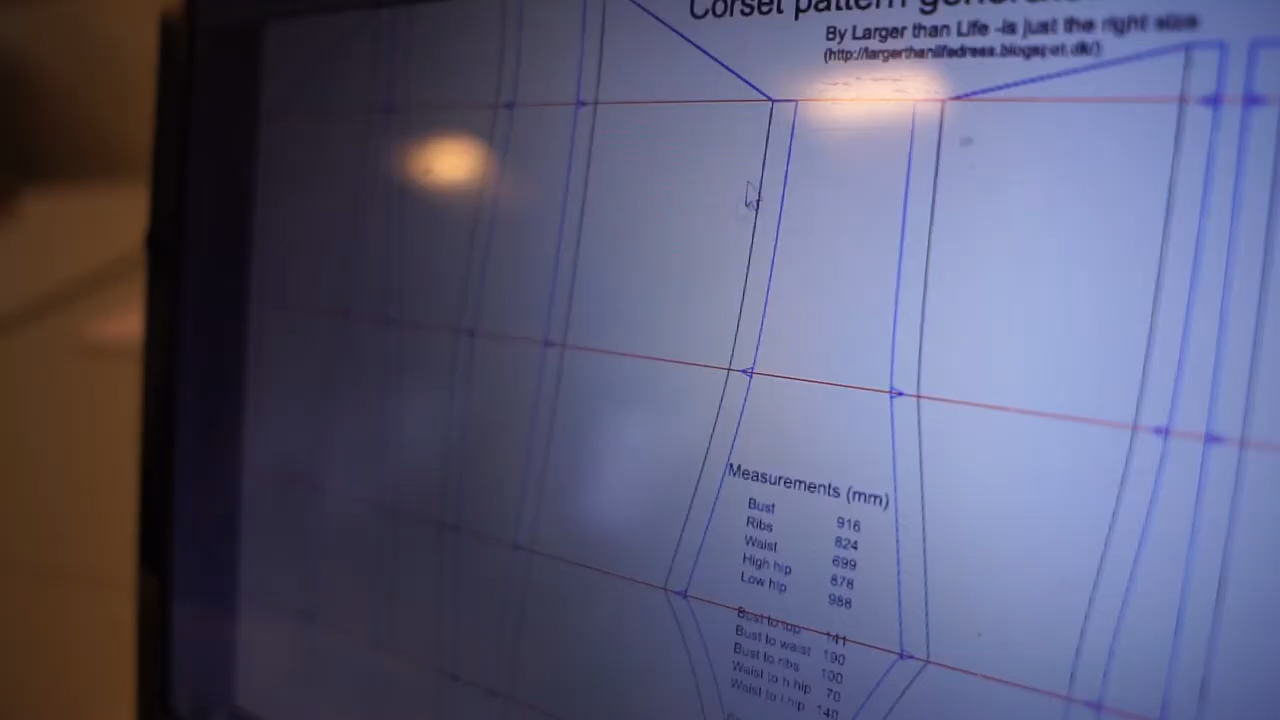 Corset pattern genera
By Larger than Life -is just the right size
(http://largerthanlifedress.blogspot.dk/)
Measurements (mm)
Bust 916
Ribs 824
Waist 699
High hip 878
Low hip 988
Bust to top 141
Bust to waist 190
Bust to ribs 100
Waist to h hip 70
Waist to l hip 140